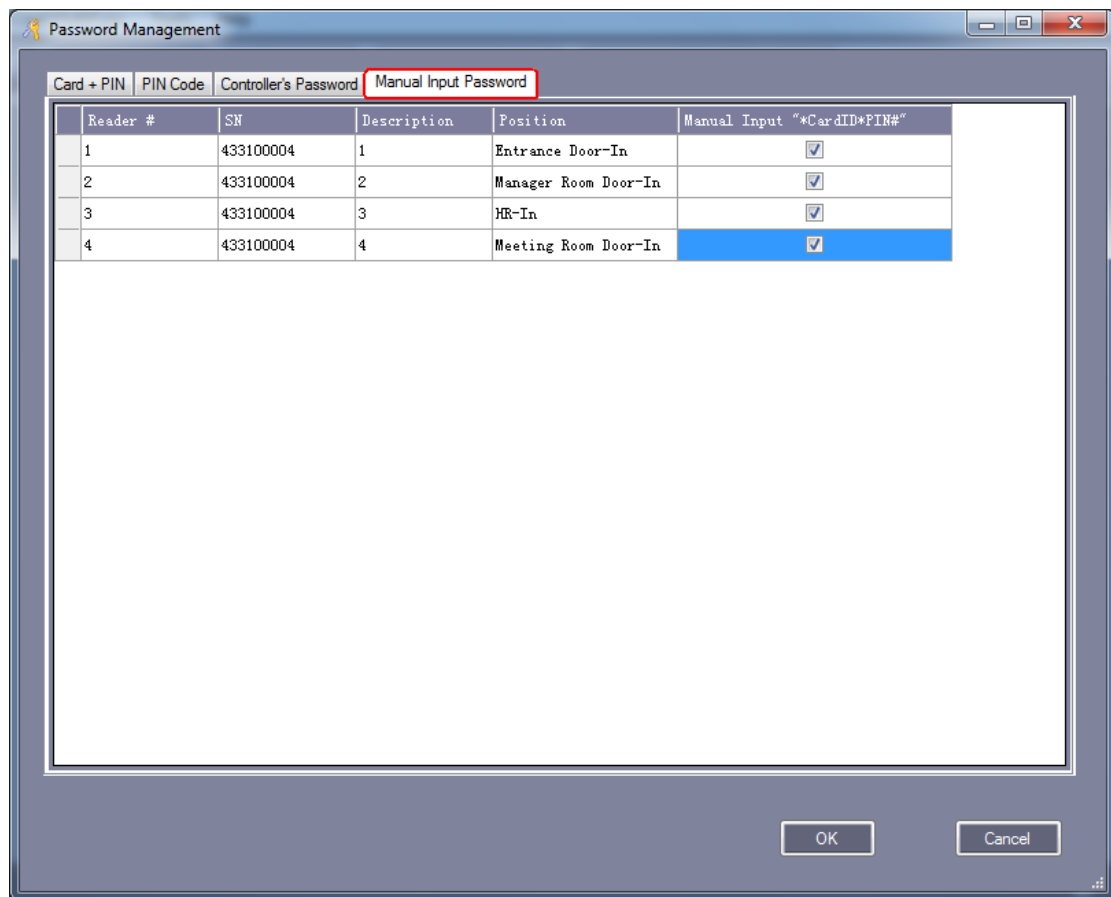 Password Management
Card + PIN PIN Code Controller's Password Manual Input Password
Reader # SN Description Position Manual Input "*CardID*PIN#"
1 433100004 1 Entrance Door-In
2 433100004 2 Manager Room Door-In
3 433100004 3 HR-In
4 433100004 4 Meeting Room Door-In
OK Cancel